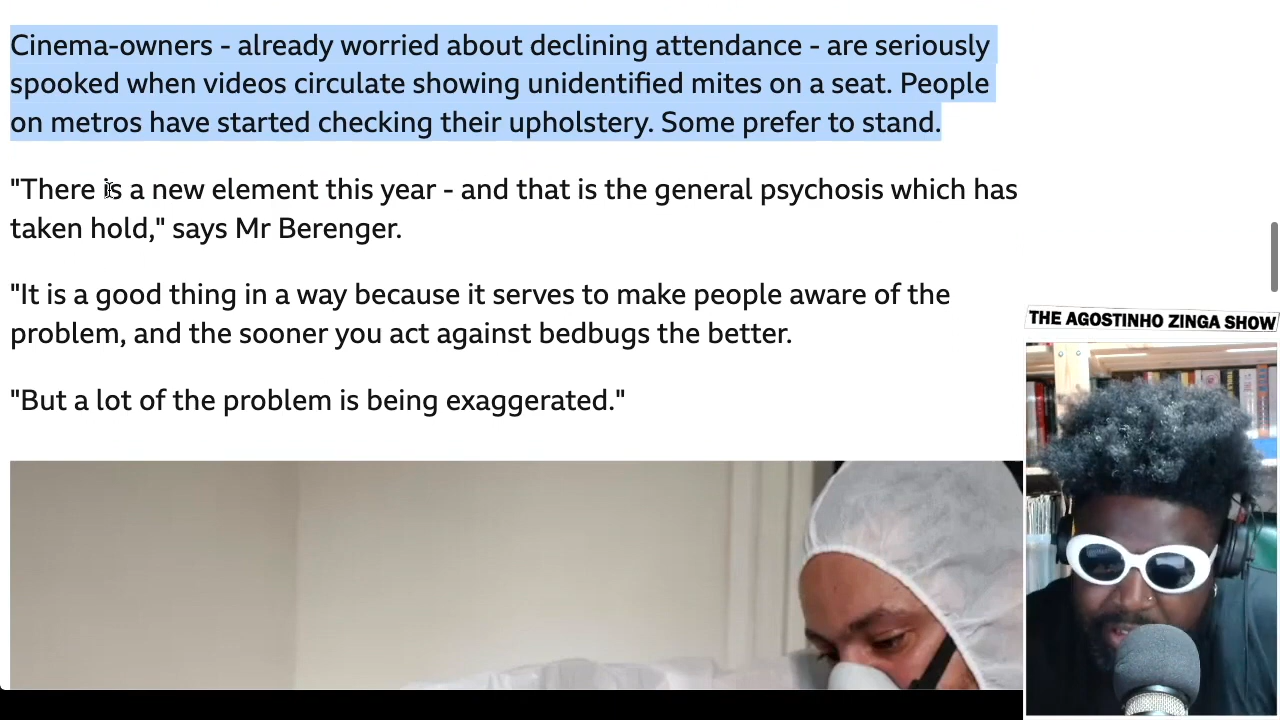 Cinema-owners - already worried about declining attendance - are seriously
spooked when videos circulate showing unidentified mites on a seat. People
on metros have started checking their upholstery. Some prefer to stand.
"There is a new element this year - and that is the general psychosis which has
taken hold," says Mr Berenger.
"It is a good thing in a way because it serves to make people aware of the
problem, and the sooner you act against bedbugs the better.
"But a lot of the problem is being exaggerated."
THE AGOSTINHO ZINGA SHOW